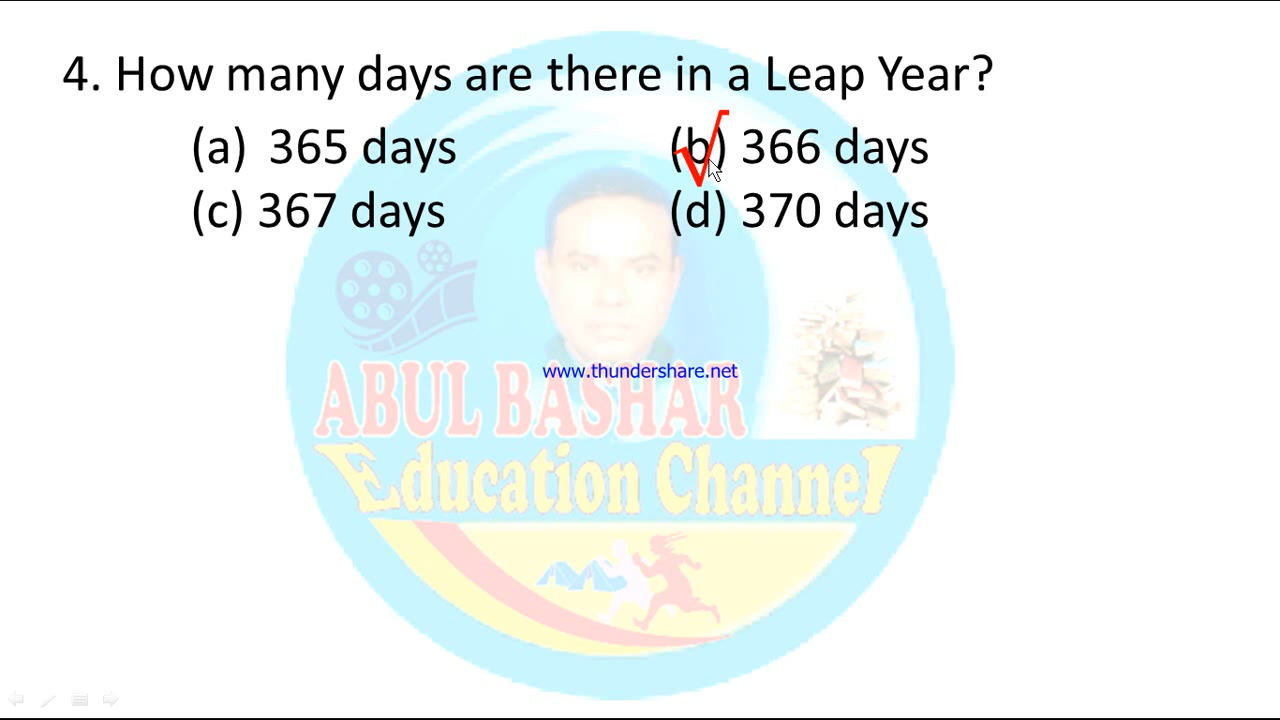 4. How many days are there in a Leap Year?
(a) 365 days (b) 366 days
(c) 367 days (d) 370 days
www.thundershare.net
ABUL BASHAR
Education Channel